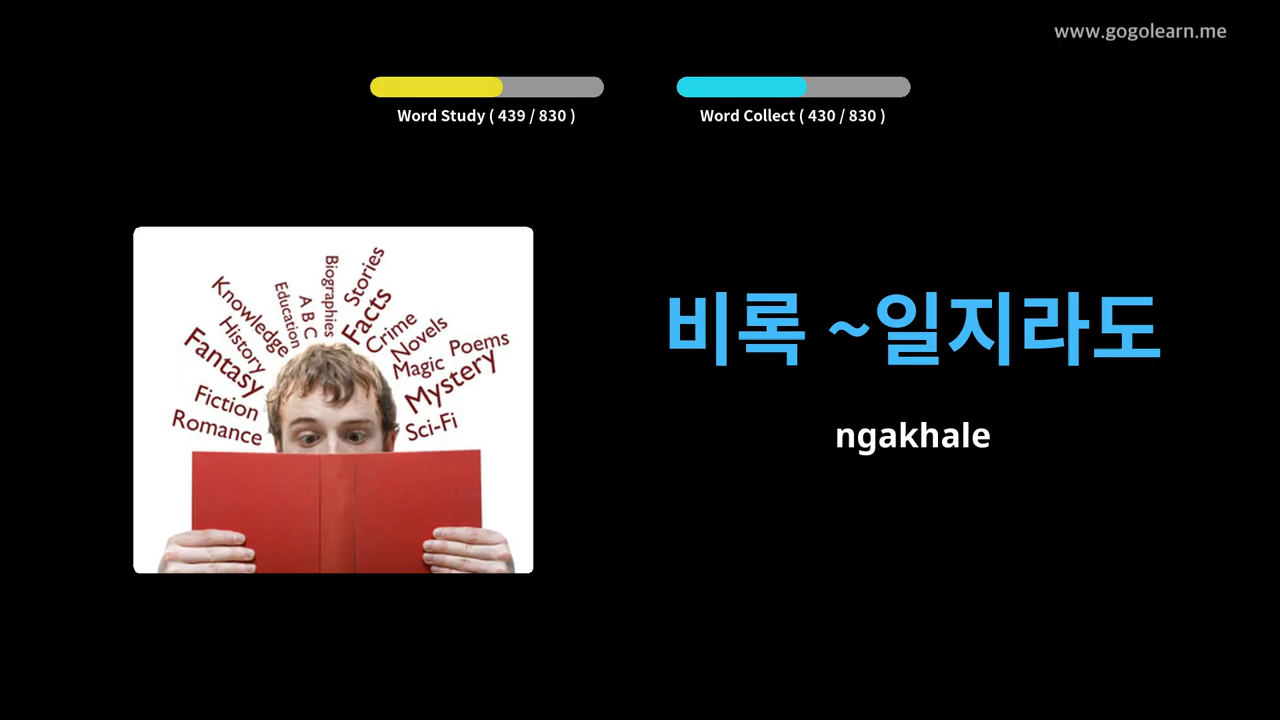 www.gogolearn.me
Word Study ( 439 / 830 )
Word Collect ( 430 / 830 )
Knowledge
Education
A B C
Biographies
Stories
Facts
Crime
Novels
Poems
Magic
Mystery
Sci-Fi
History
Fantasy
Fiction
Romance
비록 ~일지라도
ngakhale